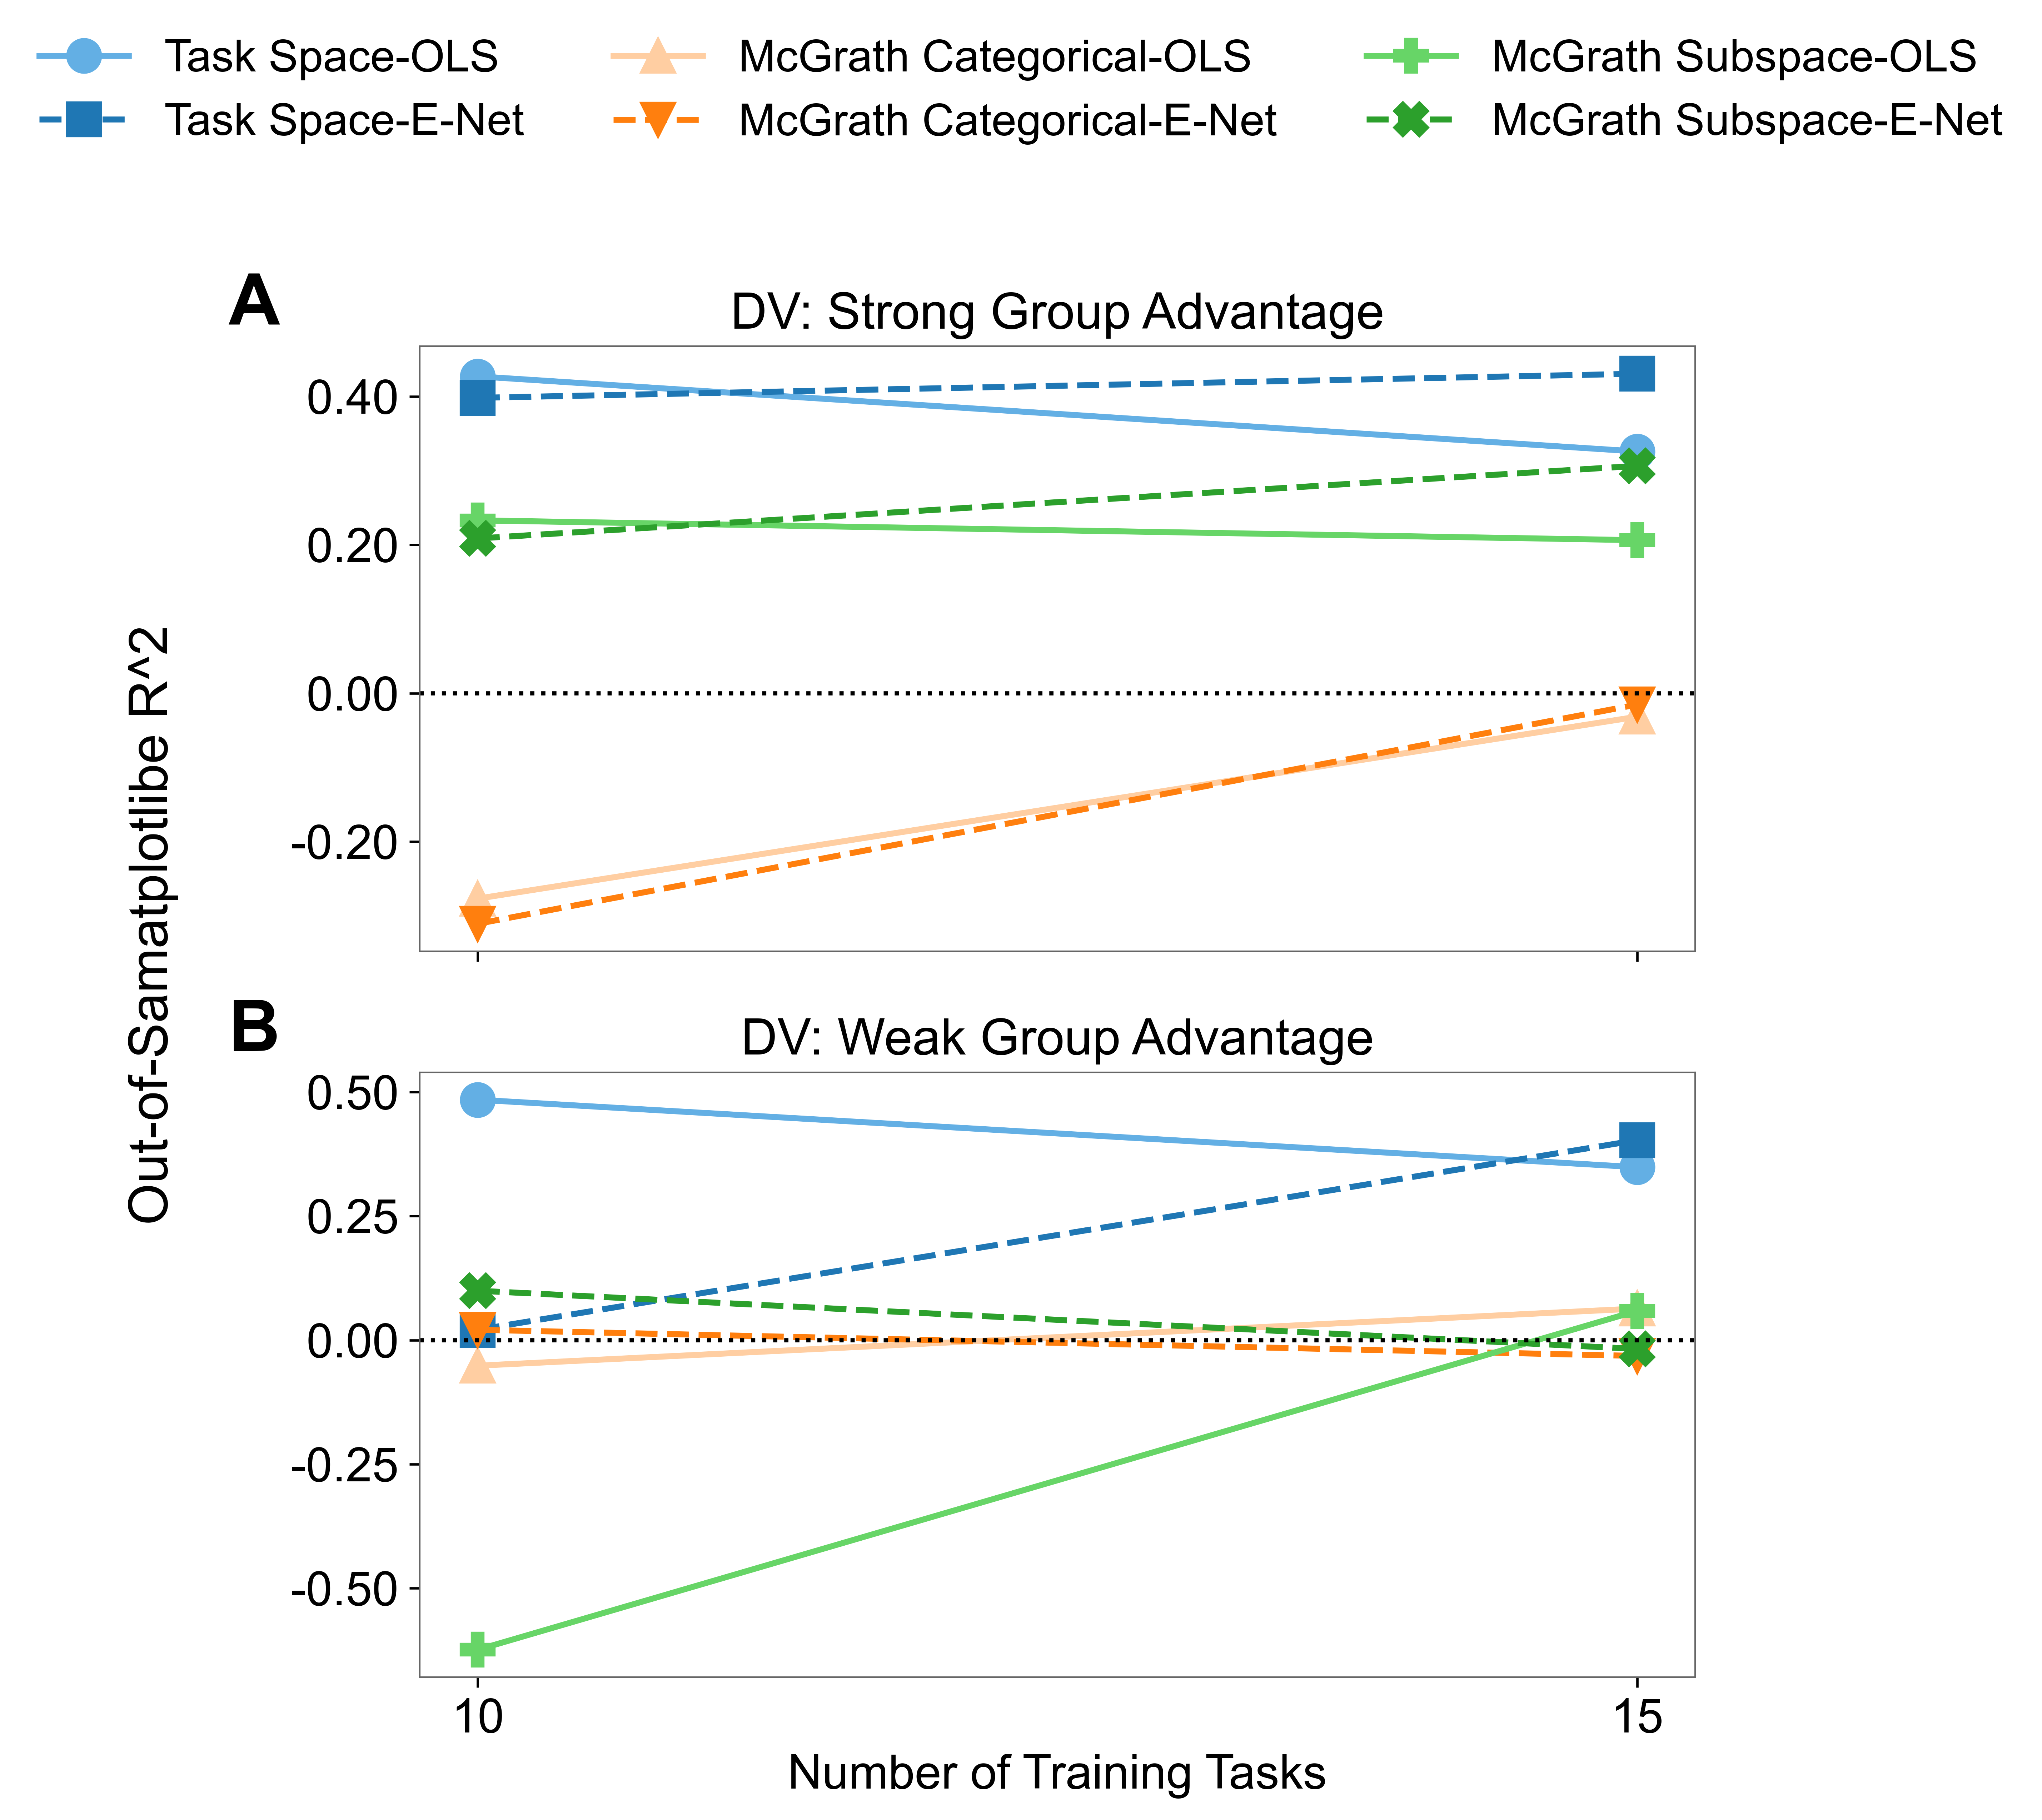 Task Space-OLS
McGrath Categorical-OLS
McGrath Subspace-OLS
Task Space-E-Net
McGrath Categorical-E-Net
McGrath Subspace-E-Net
A
DV: Strong Group Advantage
0.40
0.20
0.00
-0.20
Out-of-Samatplotlibe R^2
B
DV: Weak Group Advantage
0.50
0.25
0.00
-0.25
-0.50
10
15
Number of Training Tasks